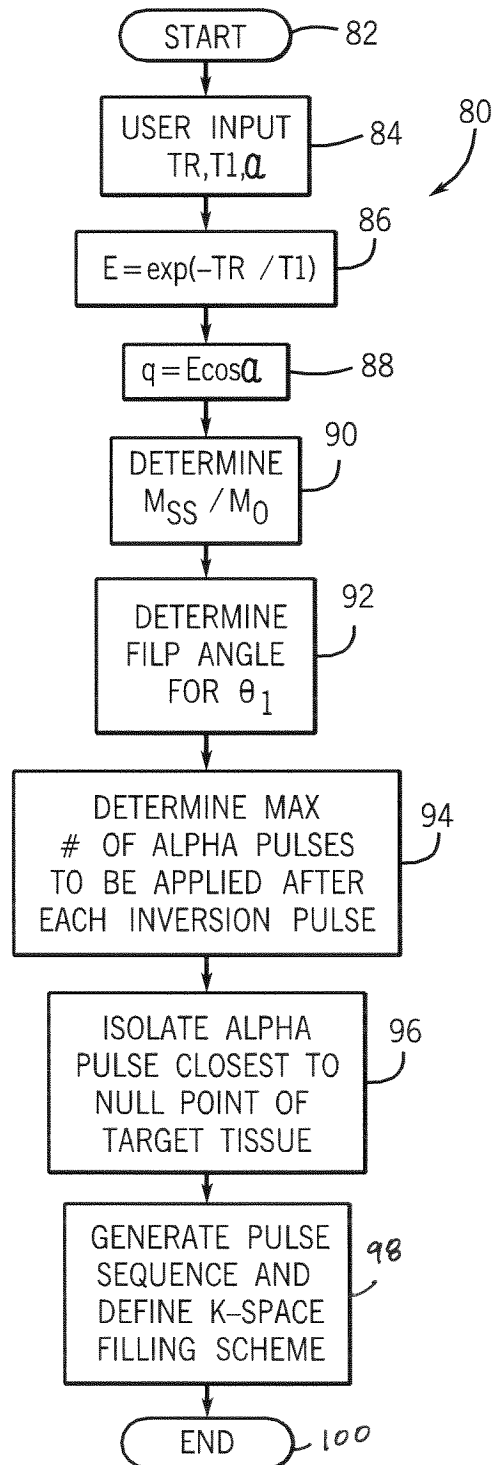 START
82
80
USER INPUT
TR,T1,α
84
86
E=exp(-TR /T1)
q=Ecosα
88
90
DETERMINE
MSS /MO
92
DETERMINE
FILP ANGLE
FOR θ1
94
DETERMINE MAX
# OF ALPHA PULSES
TO BE APPLIED AFTER
EACH INVERSION PULSE
96
ISOLATE ALPHA
PULSE CLOSEST TO
NULL POINT OF
TARGET TISSUE
98
GENERATE PULSE
SEQUENCE AND
DEFINE K-SPACE
FILLING SCHEME
END
100